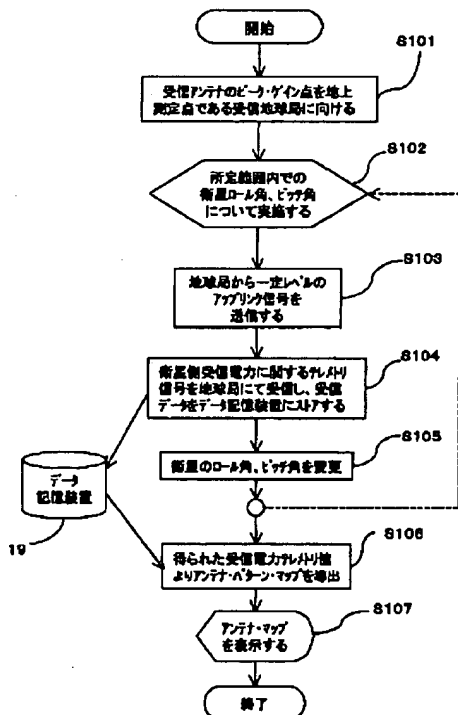 開始
S101
受信アンテナのピーク・ゲイン点を地上
測定点である受信地球局に向ける
S102
所定範囲内での
衛星ロール角、ピッチ角
について実施する
S103
地球局から一定レベルの
アップリンク信号を
送信する
S104
衛星側受信電力に関するテレメトリ
信号を地球局にて受信し、受信
データをデータ記憶装置にストアする
S105
衛星のロール角、ピッチ角を変更
データ
記憶装置
19
S106
得られた受信電力テレメトリ値
よりアンテナ・パターン・マップを導出
S107
アンテナ・マップ
を表示する
終了